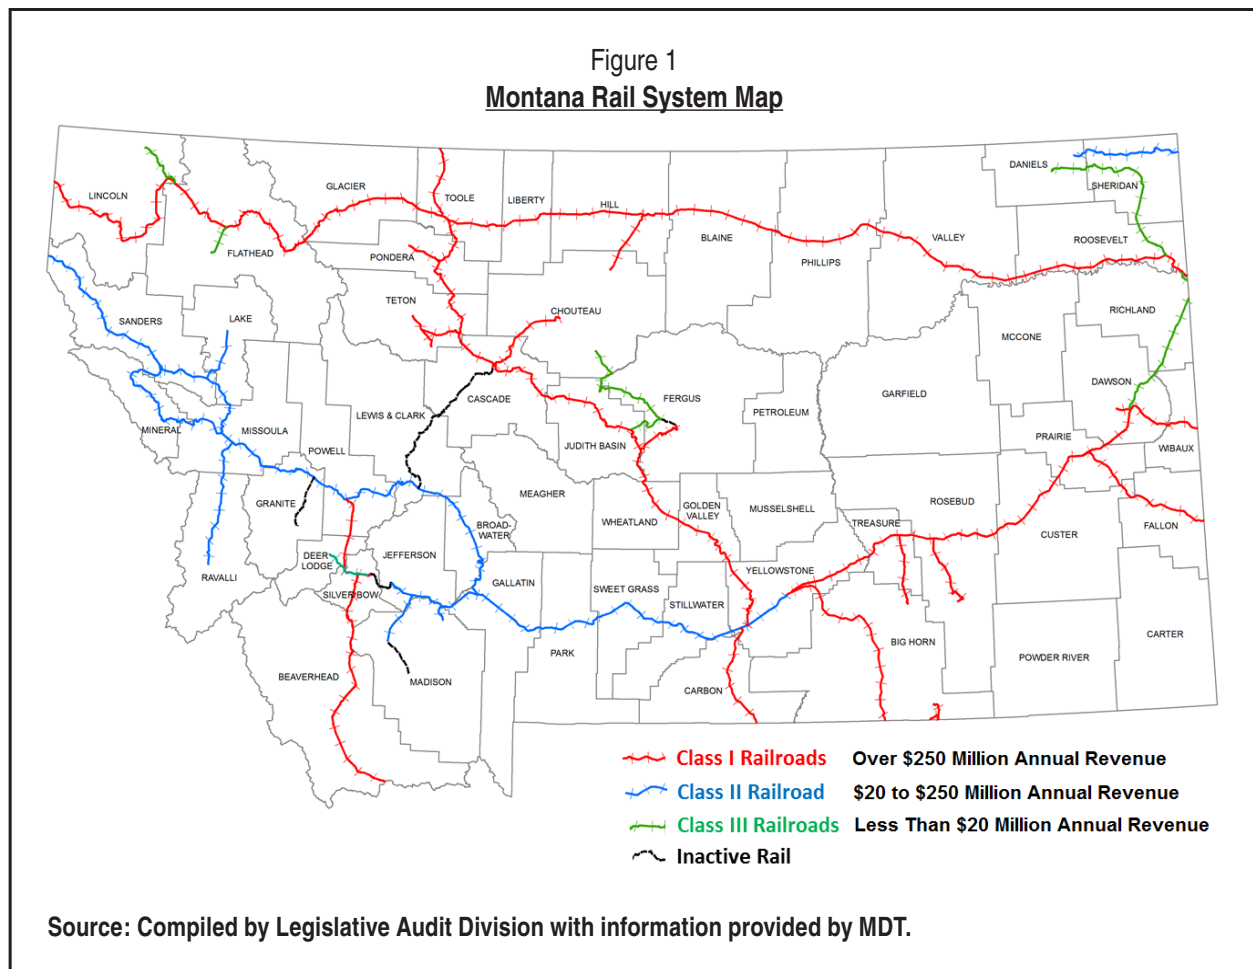 Figure 1
Montana Rail System Map
LINCOLN
GLACIER
TOOLE
LIBERTY
HILL
BLAINE
PHILLIPS
VALLEY
DANIELS
SHERIDAN
ROOSEVELT
FLATHEAD
PONDERA
TETON
CHOUTEAU
SANDERS
LAKE
RICHLAND
MCCONE
DAWSON
GARFIELD
CASCADE
FERGUS
PETROLEUM
LEWIS & CLARK
MINERAL
MISSOULA
POWELL
JUDITH BASIN
PRAIRIE
WIBAUX
GRANITE
MEAGHER
BROAD-
WATER
WHEATLAND
GOLDEN
VALLEY
MUSSELSHELL
TREASURE
ROSEBUD
CUSTER
FALLON
RAVALLI
DEER
LODGE
JEFFERSON
SILVER BOW
GALLATIN
SWEET GRASS
STILLWATER
YELLOWSTONE
PARK
CARBON
BIG HORN
POWDER RIVER
CARTER
BEAVERHEAD
MADISON
Class I Railroads Over $250 Million Annual Revenue
Class II Railroad $20 to $250 Million Annual Revenue
Class III Railroads Less Than $20 Million Annual Revenue
Inactive Rail
Source: Compiled by Legislative Audit Division with information provided by MDT.